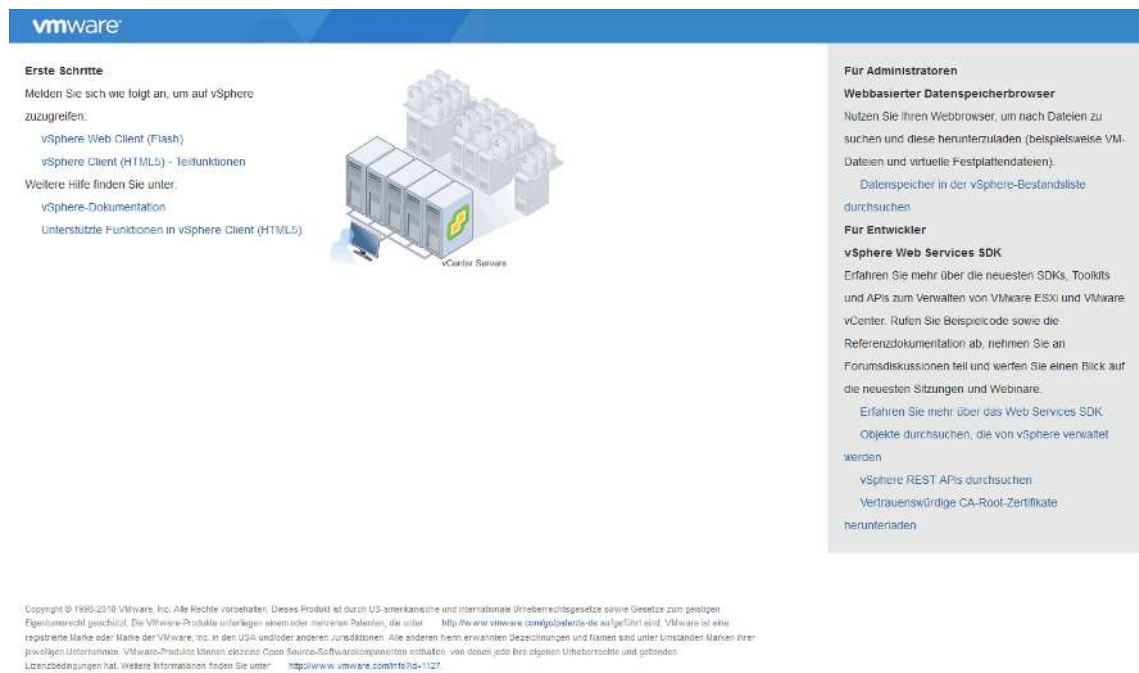 vmware
Erste Schritte
Melden Sie sich wie folgt an, um auf vSphere
zuzugreifen:
vSphere Web Client (Flash)
vSphere Client (HTML5) - Teilfunktionen
Weitere Hilfe finden Sie unter:
vSphere-Dokumentation
Unterstützte Funktionen in vSphere Client (HTML5)
vCenter Servers
Für Administratoren
Webbasierter Datenspeicherbrowser
Nutzen Sie Ihren Webbrowser, um nach Dateien zu
suchen und diese herunterzuladen (beispielsweise VM-
Dateien und virtuelle Festplattendateien).
Datenspeicher in der vSphere-Bestandsliste
durchsuchen
Für Entwickler
vSphere Web Services SDK
Erfahren Sie mehr über die neuesten SDKs, Toolkits
und APIs zum Verwalten von VMware ESXi und VMware
vCenter. Rufen Sie Beispielcode sowie die
Referenzdokumentation ab, nehmen Sie an
Forumsdiskussionen teil und werfen Sie einen Blick auf
die neuesten Sitzungen und Webinare.
Erfahren Sie mehr über das Web Services SDK
Objekte durchsuchen, die von vSphere verwaltet
werden
vSphere REST APIs durchsuchen
Vertrauenswürdige CA-Root-Zertifikate
herunterladen
Copyright © 1998-2018 VMware, Inc. Alle Rechte vorbehalten. Dieses Produkt ist durch US-amerikanische und internationale Urheberrechtsgesetze sowie Gesetze zum geistigen
Eigentumsrecht geschützt. Die VMware-Produkte unterliegen einem oder mehreren Patenten, die unter http://www.vmware.com/go/patents-de aufgeführt sind. VMware ist eine
registrierte Marke oder Marke der VMware, Inc. in den USA und/oder anderen Jurisdiktionen. Alle anderen hierin erwähnten Bezeichnungen und Namen sind unter Umständen Marken ihrer
jeweiligen Unternehmen. VMware-Produkte können einzelne Open Source-Softwarekomponenten enthalten, von denen jede ihre eigenen Urheberrechte und geltenden
Lizenzbedingungen hat. Weitere Informationen finden Sie unter http://www.vmware.com/info?id=1127.